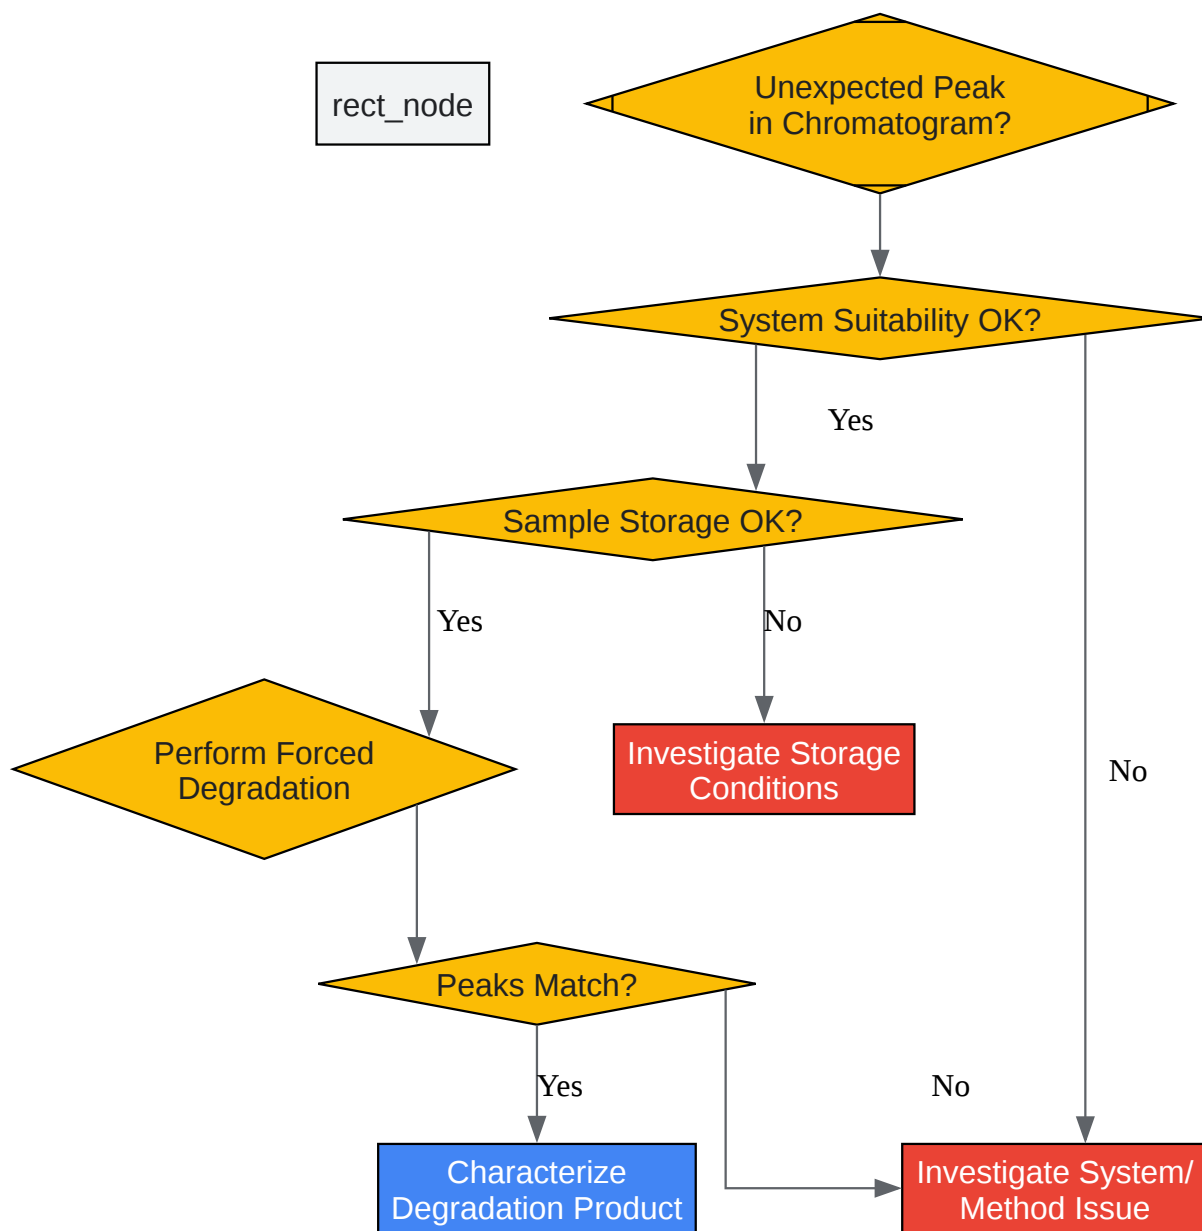 rect_node
Unexpected Peak
in Chromatogram?
System Suitability OK?
Yes
Sample Storage OK?
Yes
No
Perform Forced
Degradation
Investigate Storage
Conditions
No
Peaks Match?
Yes
No
Characterize
Degradation Product
Investigate System/
Method Issue